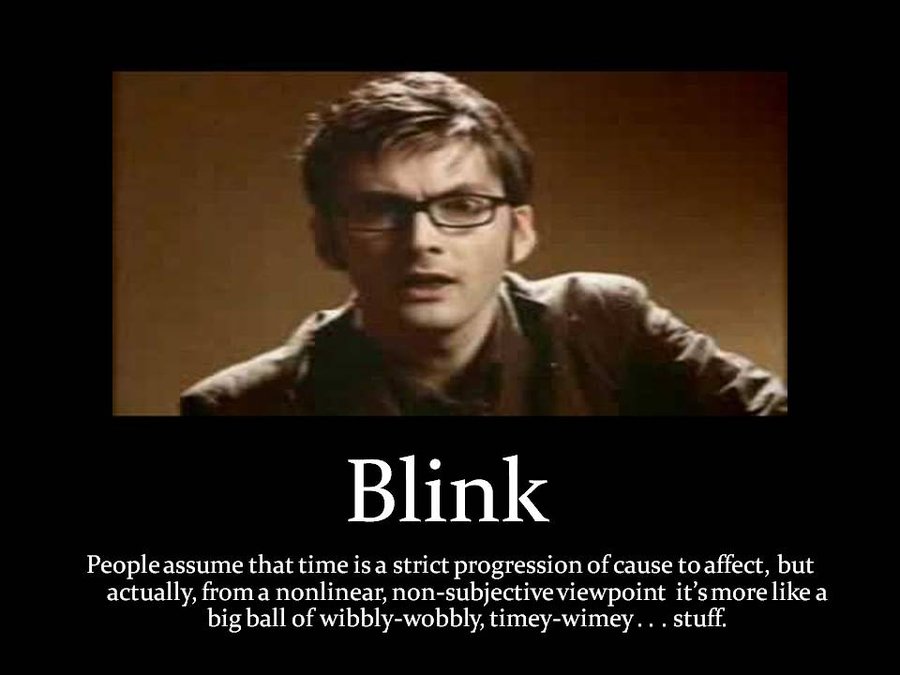 Blink
People assume that time is a strict progression of cause to affect, but
actually, from a nonlinear, non-subjective viewpoint it's more like a
big ball of wibbly-wobbly, timey-wimey . . . stuff.